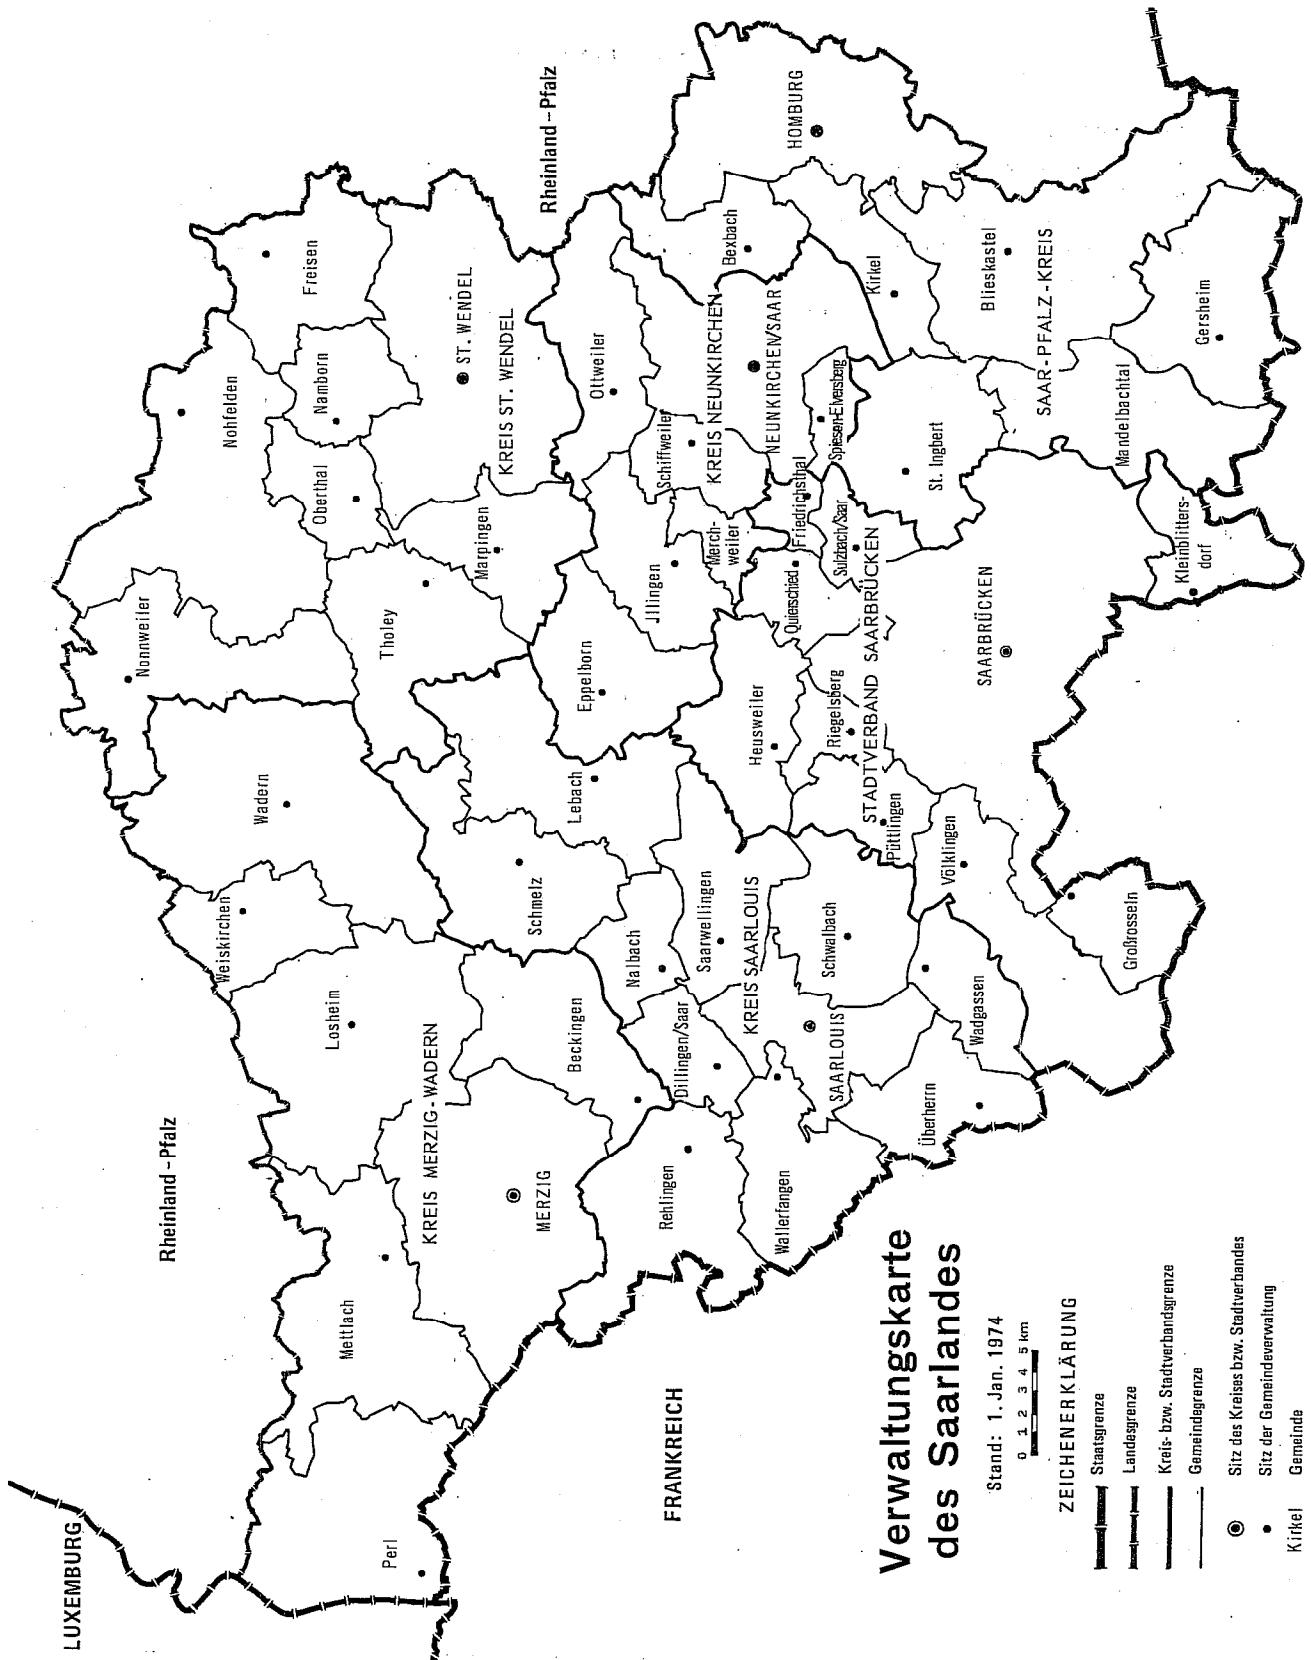 LUXEMBURG
Rheinland-Pfalz
Rheinland-Pfalz
FRANKREICH
Perl
Mettlach
KREIS MERZIG-WADERN
MERZIG
Losheim
Weiskirchen
Wadern
Beckingen
Nonnweiler
Nohfelden
Freisen
Namborn
Oberthal
Tholey
Marpingen
ST. WENDEL
KREIS ST. WENDEL
Rehlingen
Wallerfangen
Dillingen/Saar
Nalbach
Saarwellingen
Schmelz
Lebach
KREIS SAARLOUIS
SAARLOUIS
Schwalbach
Überherrn
Wadgassen
Eppelborn
Jllingen
Merch-
weiler
Schiffweiler
Ottweiler
KREIS NEUNKIRCHEN
NEUNKIRCHEN/SAAR
Spiesen-Elversberg
Heusweiler
Riegelsberg
Püttlingen
Völklingen
Großrosseln
Quierschied
Friedrichsthal
Sulzbach/Saar
STADTVERBAND SAARBRÜCKEN
SAARBRÜCKEN
Kleinblitters-
dorf
Bexbach
HOMBURG
Kirkel
St. Ingbert
Blieskastel
SAAR-PFALZ-KREIS
Mandelbachtal
Gersheim
Verwaltungskarte
des Saarlandes
Stand: 1. Jan. 1974
0 1 2 3 4 5 km
ZEICHENERKLÄRUNG
Staatsgrenze
Landesgrenze
Kreis- bzw. Stadtverbandsgrenze
Gemeindegrenze
Sitz des Kreises bzw. Stadtverbandes
Sitz der Gemeindeverwaltung
Kirkel Gemeinde